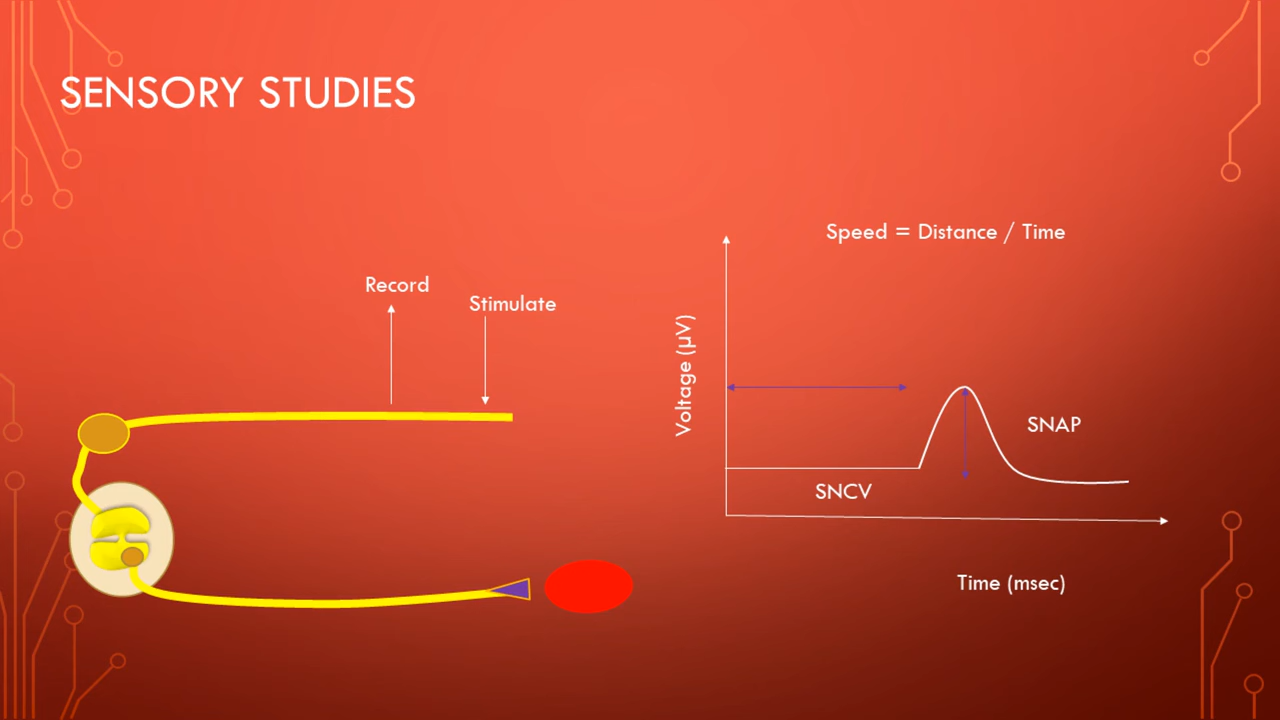 SENSORY STUDIES
Record
Stimulate
Speed = Distance / Time
Voltage (µV)
SNAP
SNCV
Time (msec)